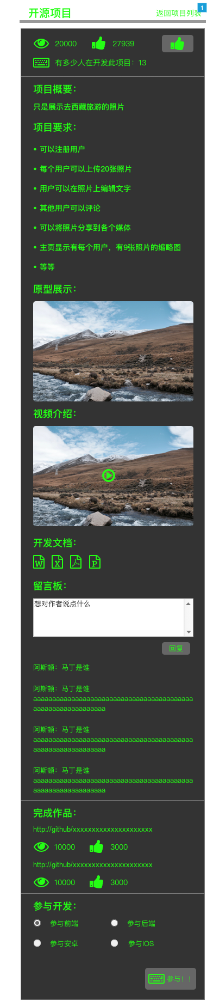 开源项目
返回项目列表
1
20000
27939
有多少人在开发此项目：13
项目概要：
只是展示去西藏旅游的照片
项目要求：
• 可以注册用户
• 每个用户可以上传20张照片
• 用户可以在照片上编辑文字
• 其他用户可以评论
• 可以将照片分享到各个媒体
• 主页显示有每个用户，有9张照片的缩略图
• 等等
原型展示：
视频介绍：
开发文档：
W X P
留言板：
想对作者说点什么
回复
阿斯顿：马丁是谁
阿斯顿：马丁是谁
aaaaaaaaaaaaaaaaaaaaaaaaaaaaaaaaaaaaaaaaaa
aaaaaaaaaaaaaaaaaaa
阿斯顿：马丁是谁
aaaaaaaaaaaaaaaaaaaaaaaaaaaaaaaaaaaaaaaaaa
aaaaaaaaaaaaaaaaaaa
阿斯顿：马丁是谁
aaaaaaaaaaaaaaaaaaaaaaaaaaaaaaaaaaaaaaaaaa
aaaaaaaaaaaaaaaaaaa
完成作品：
http://github/xxxxxxxxxxxxxxxxxxxxx
10000
3000
http://github/xxxxxxxxxxxxxxxxxxxxx
10000
3000
参与开发：
参与前端
参与后端
参与安卓
参与IOS
参与！！